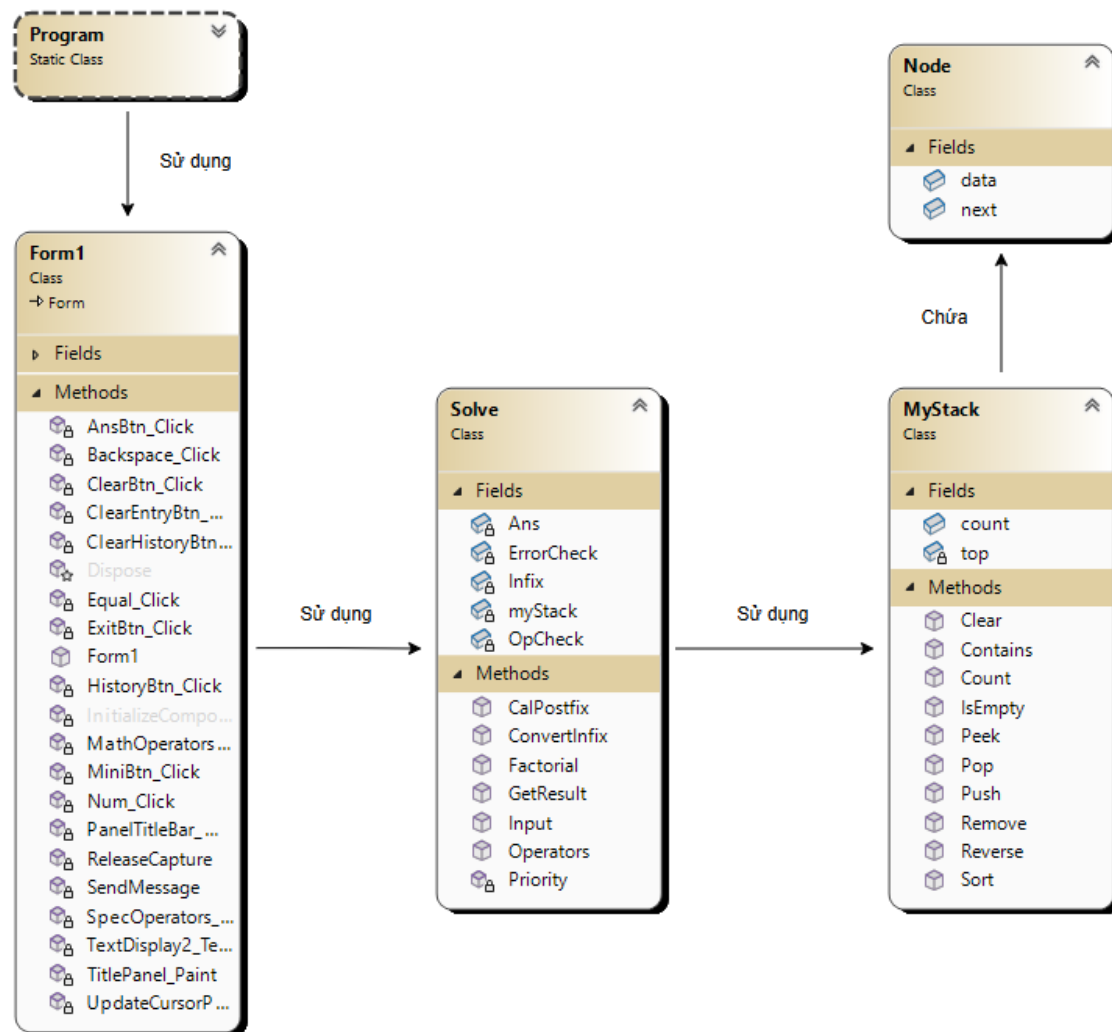 Program
Static Class
Sử dụng
Form1
Class
Form
Fields
Methods
AnsBtn_Click
Backspace_Click
ClearBtn_Click
ClearEntryBtn_...
ClearHistoryBtn...
Dispose
Equal_Click
ExitBtn_Click
Form1
HistoryBtn_Click
InitializeCompo...
MathOperators...
MiniBtn_Click
Num_Click
PanelTitleBar_...
ReleaseCapture
SendMessage
SpecOperators_...
TextDisplay2_Te...
TitlePanel_Paint
UpdateCursorP...
Sử dụng
Solve
Class
Fields
Ans
ErrorCheck
Infix
myStack
OpCheck
Methods
CalPostfix
ConvertInfix
Factorial
GetResult
Input
Operators
Priority
Sử dụng
Node
Class
Fields
data
next
Chứa
MyStack
Class
Fields
count
top
Methods
Clear
Contains
Count
IsEmpty
Peek
Pop
Push
Remove
Reverse
Sort